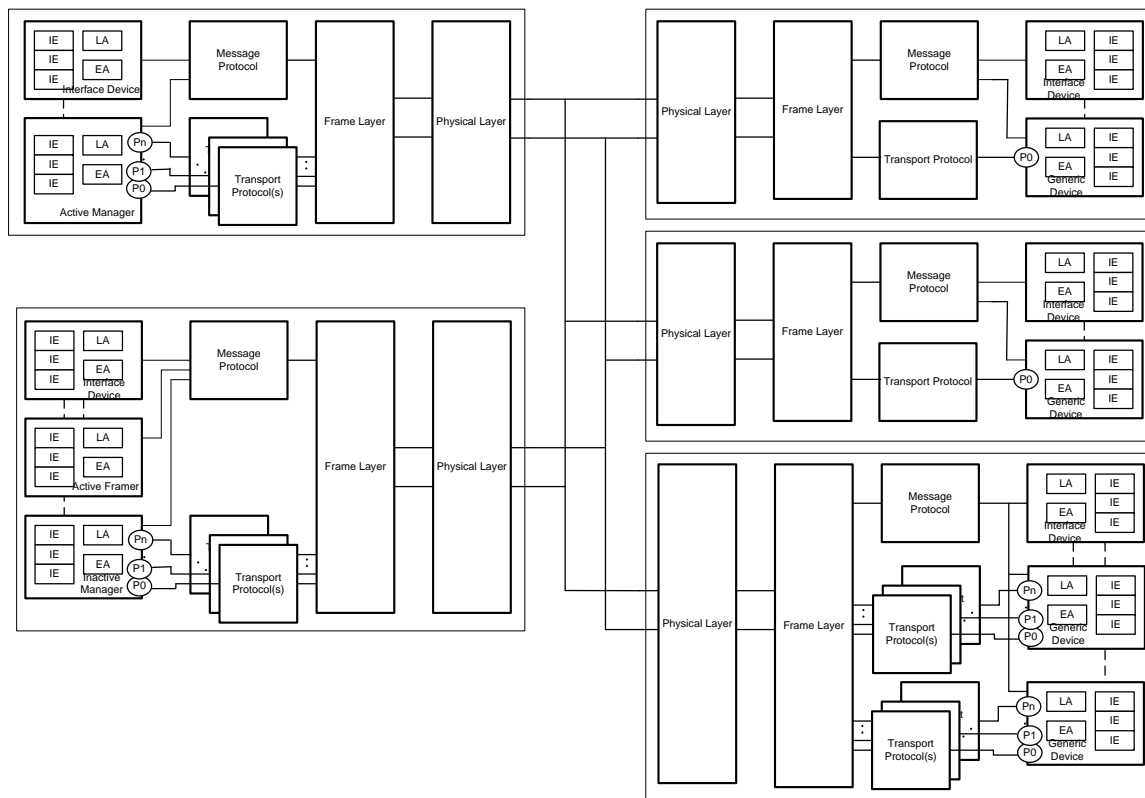 IE
IE
IE
LA
EA
Interface Device
Message
Protocol
Frame Layer
Physical Layer
IE
IE
IE
LA
EA
Active Manager
Pn
P1
P0
Transport
Protocol(s)
Physical Layer
Frame Layer
Message
Protocol
LA
EA
IE
IE
IE
Interface
Device
Transport Protocol
P0
LA
EA
IE
IE
IE
Generic
Device
Physical Layer
Frame Layer
Message
Protocol
LA
EA
IE
IE
IE
Interface
Device
Transport Protocol
P0
LA
EA
IE
IE
IE
Generic
Device
IE
IE
IE
LA
EA
Interface
Device
Message
Protocol
Frame Layer
Physical Layer
IE
IE
IE
LA
EA
Active Framer
IE
IE
IE
LA
EA
Inactive
Manager
Pn
P1
P0
Transport
Protocol(s)
Physical Layer
Frame Layer
Message
Protocol
LA
EA
IE
IE
IE
Interface
Device
Transport
Protocol(s)
Pn
P1
P0
LA
EA
IE
IE
IE
Generic
Device
Transport
Protocol(s)
Pn
P1
P0
LA
EA
IE
IE
IE
Generic
Device